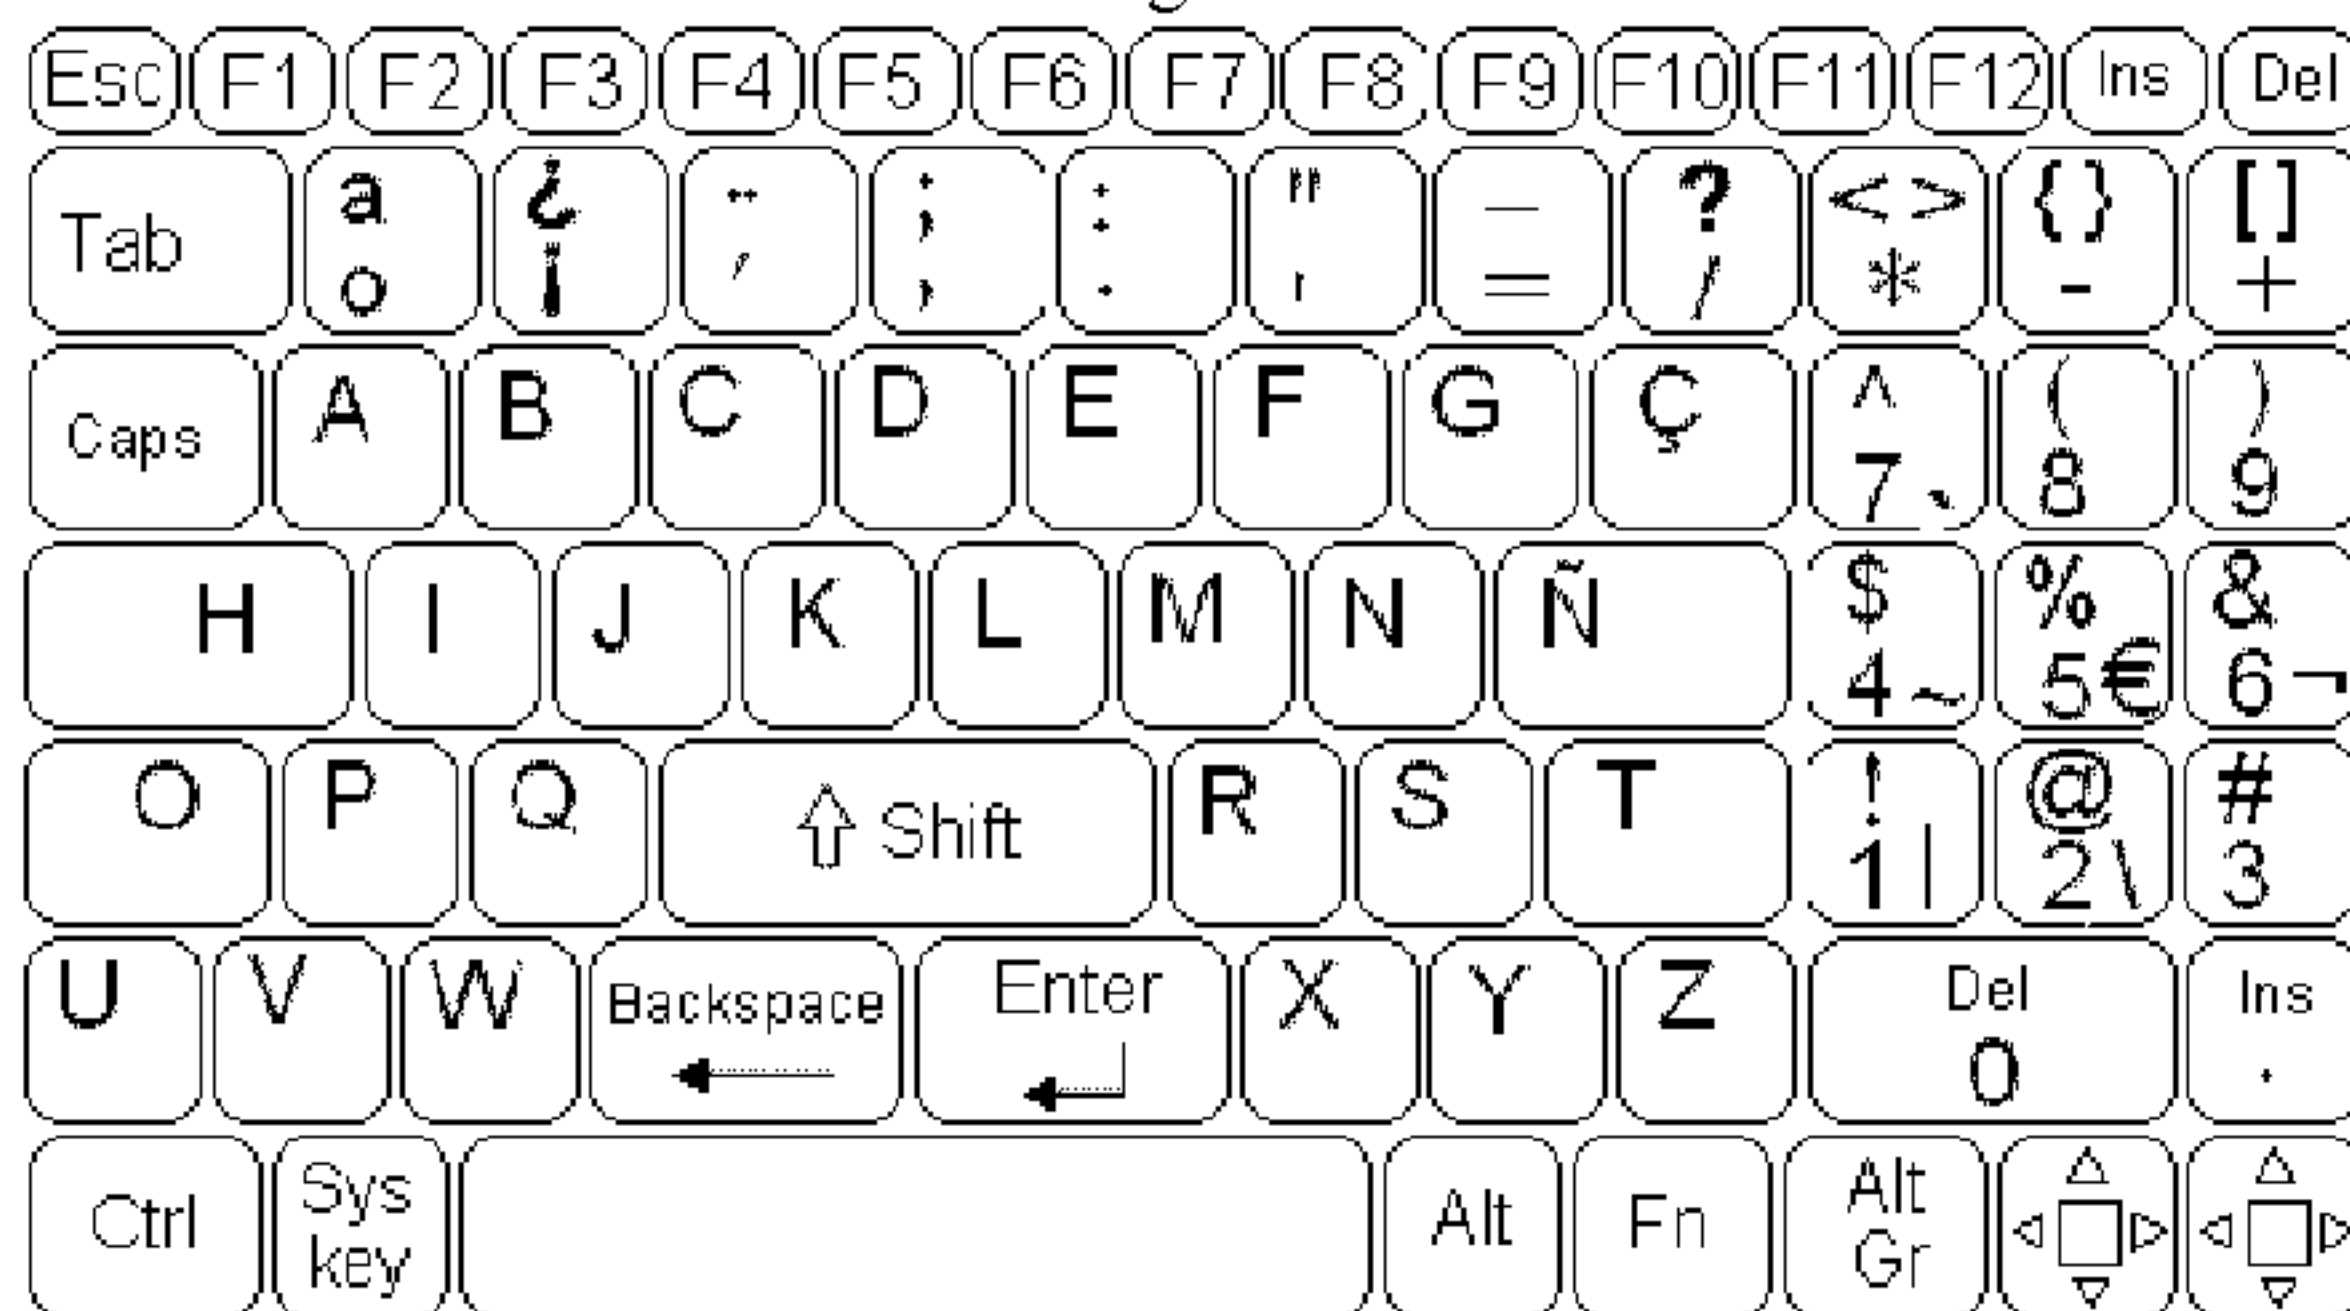 Esc F1 F2 F3 F4 F5 F6 F7 F8 F9 F10 F11 F12 Ins Del
Tab a o ¿ ¡ ¨ ´ ; , : . " ' _ = ? / <> * {} - [] +
Caps A B C D E F G Ç ^ 7 ` ( 8 ) 9
H I J K L M N Ñ $ 4 ~ % 5 € & 6 ¬
O P Q Shift R S T ! 1 | @ 2 \ # 3
U V W Backspace Enter X Y Z Del 0 Ins .
Ctrl Sys key Alt Fn Alt Gr